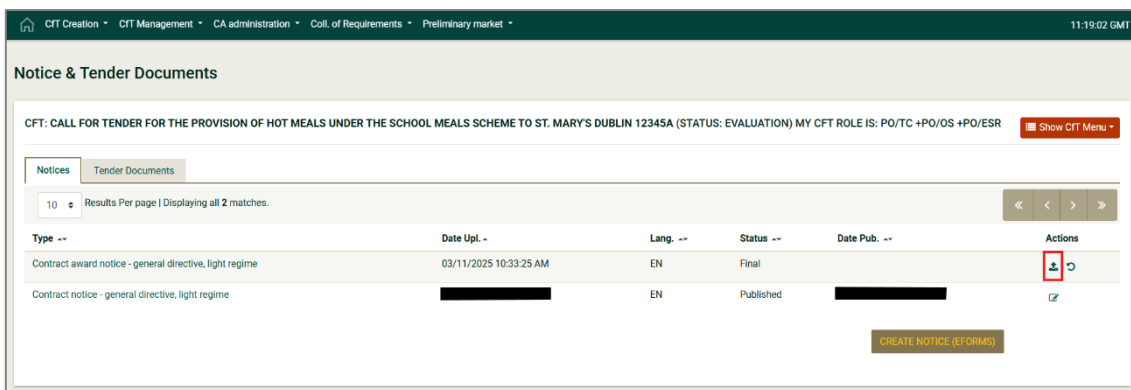 CfT Creation CfT Management CA administration Coll. of Requirements Preliminary market 11:19:02 GMT
Notice & Tender Documents
CFT: CALL FOR TENDER FOR THE PROVISION OF HOT MEALS UNDER THE SCHOOL MEALS SCHEME TO ST. MARY'S DUBLIN 12345A (STATUS: EVALUATION) MY CFT ROLE IS: PO/TC +PO/OS +PO/ESR Show CfT Menu
Notices Tender Documents
10 Results Per page | Displaying all 2 matches. « < > »
Type Date Upl. Lang. Status Date Pub. Actions
Contract award notice - general directive, light regime 03/11/2025 10:33:25 AM EN Final
Contract notice - general directive, light regime EN Published
CREATE NOTICE (EFORMS)